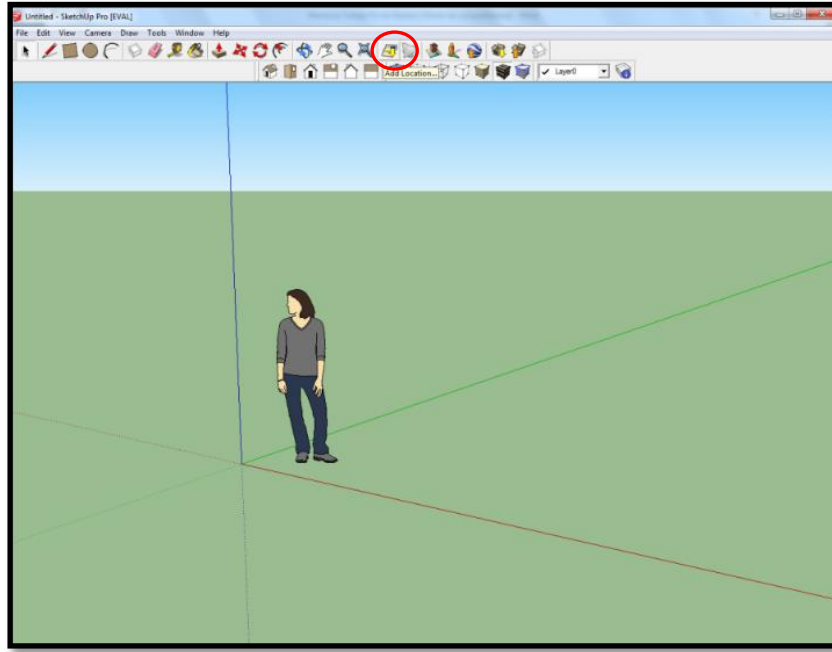 Untitled - SketchUp Pro [EVAL]
File Edit View Camera Draw Tools Window Help
Add Location...
Layer0